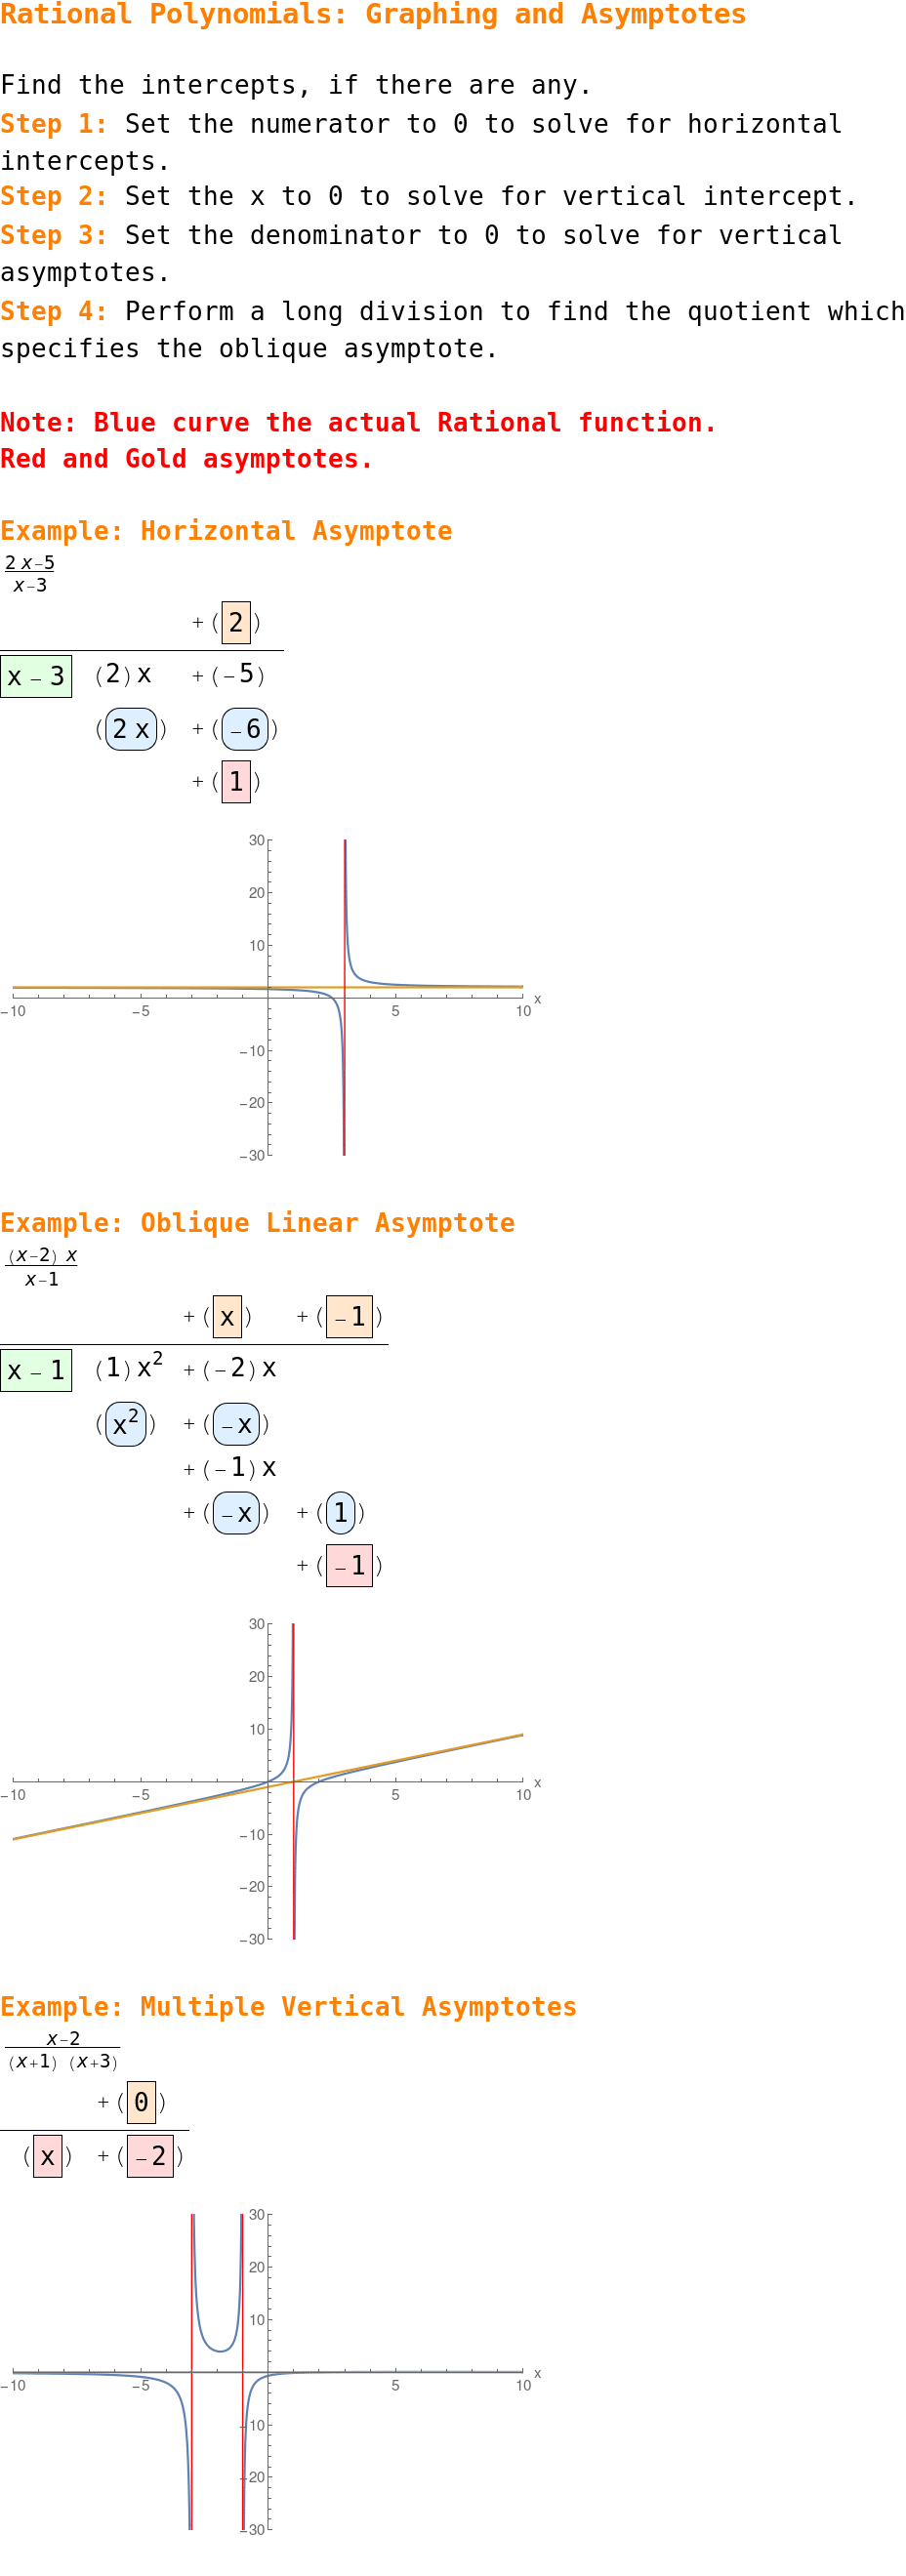 Rational Polynomials: Graphing and Asymptotes
Find the intercepts, if there are any.
Step 1: Set the numerator to 0 to solve for horizontal
intercepts.
Step 2: Set the x to 0 to solve for vertical intercept.
Step 3: Set the denominator to 0 to solve for vertical
asymptotes.
Step 4: Perform a long division to find the quotient which
specifies the oblique asymptote.
Note: Blue curve the actual Rational function.
Red and Gold asymptotes.
Example: Horizontal Asymptote
2 x−5
x−3
+ (2)
x − 3 (2) x + (−5)
(2 x) + (−6)
+ (1)
30
20
10
−10 −5 5 10 x
−10
−20
−30
Example: Oblique Linear Asymptote
(x−2) x
x−1
+ (x) + (−1)
x − 1 (1) x² + (−2) x
(x²) + (−x)
+ (−1) x
+ (−x) + (1)
+ (−1)
30
20
10
−10 −5 5 10 x
−10
−20
−30
Example: Multiple Vertical Asymptotes
x−2
(x+1) (x+3)
+ (0)
(x) + (−2)
30
20
10
−10 −5 5 10 x
−10
−20
−30